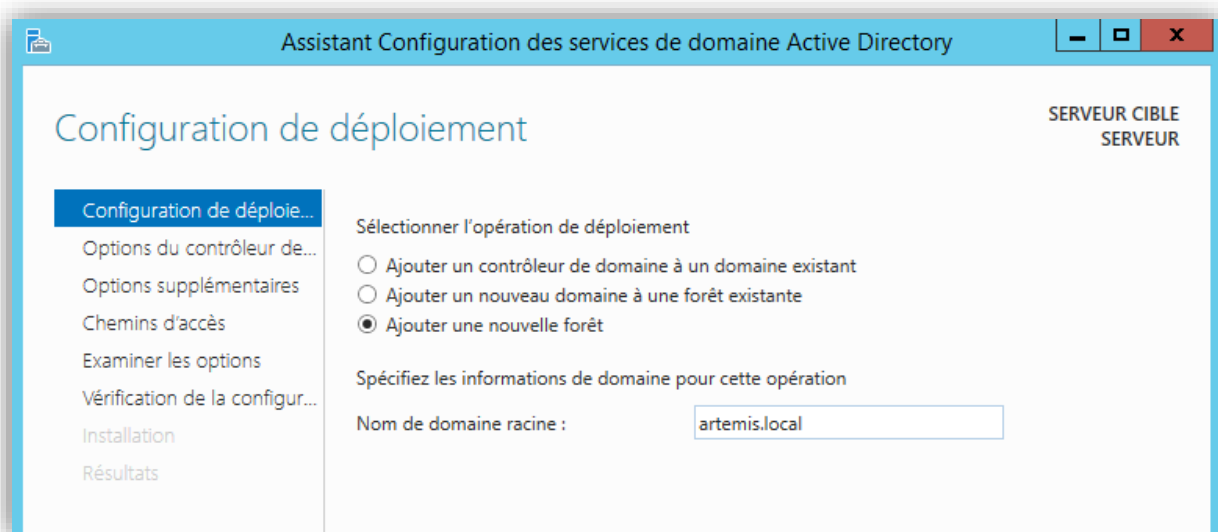 Assistant Configuration des services de domaine Active Directory
Configuration de déploiement
SERVEUR CIBLE
SERVEUR
Configuration de déploie...
Options du contrôleur de...
Options supplémentaires
Chemins d'accès
Examiner les options
Vérification de la configur...
Installation
Résultats
Sélectionner l'opération de déploiement
Ajouter un contrôleur de domaine à un domaine existant
Ajouter un nouveau domaine à une forêt existante
Ajouter une nouvelle forêt
Spécifiez les informations de domaine pour cette opération
Nom de domaine racine : artemis.local